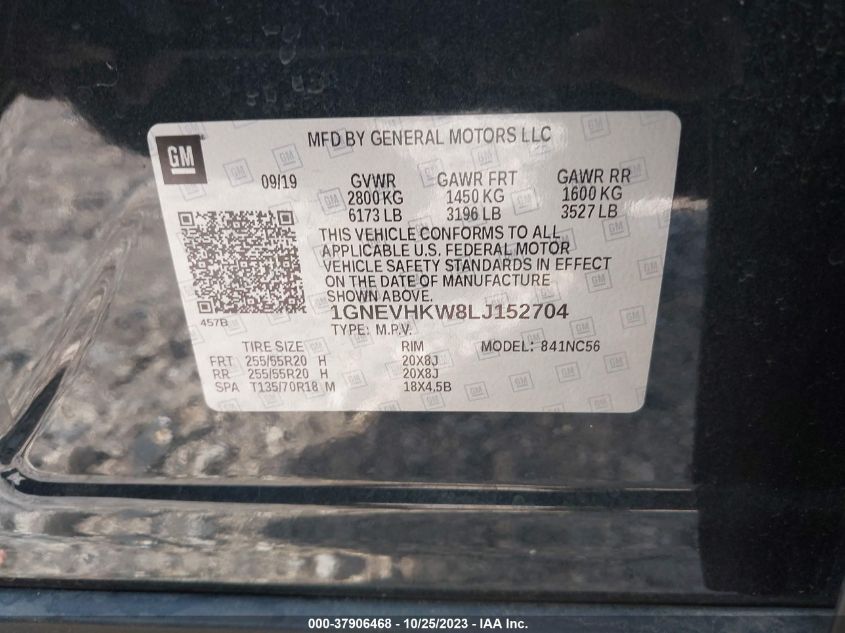 GM
MFD BY GENERAL MOTORS LLC
09/19 GVWR GAWR FRT GAWR RR
2800 KG 1450 KG 1600 KG
6173 LB 3196 LB 3527 LB
THIS VEHICLE CONFORMS TO ALL
APPLICABLE U.S. FEDERAL MOTOR
VEHICLE SAFETY STANDARDS IN EFFECT
ON THE DATE OF MANUFACTURE
SHOWN ABOVE.
457B
1GNEVHKW8LJ152704
TYPE: M.P.V.
TIRE SIZE RIM MODEL: 841NC56
FRT 255/55R20 H 20X8J
RR 255/55R20 H 20X8J
SPA T135/70R18 M 18X4.5B
000-37906468 - 10/25/2023 - IAA Inc.